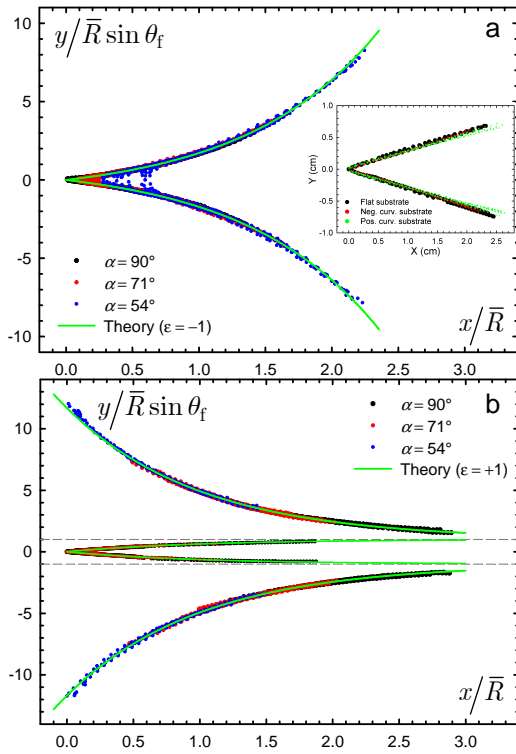 y/R̅ sin θf
a
10
5
0
-5
-10
1.0
0.5
0.0
-0.5
-1.0
Y (cm)
Flat substrate
Neg. curv. substrate
Pos. curv. substrate
0.0 0.5 1.0 1.5 2.0 2.5
X (cm)
α = 90°
α = 71°
α = 54°
Theory (ε = −1)
x/R̅
0.0 0.5 1.0 1.5 2.0 2.5 3.0
y/R̅ sin θf
b
10
5
0
-5
-10
α = 90°
α = 71°
α = 54°
Theory (ε = +1)
x/R̅
0.0 0.5 1.0 1.5 2.0 2.5 3.0